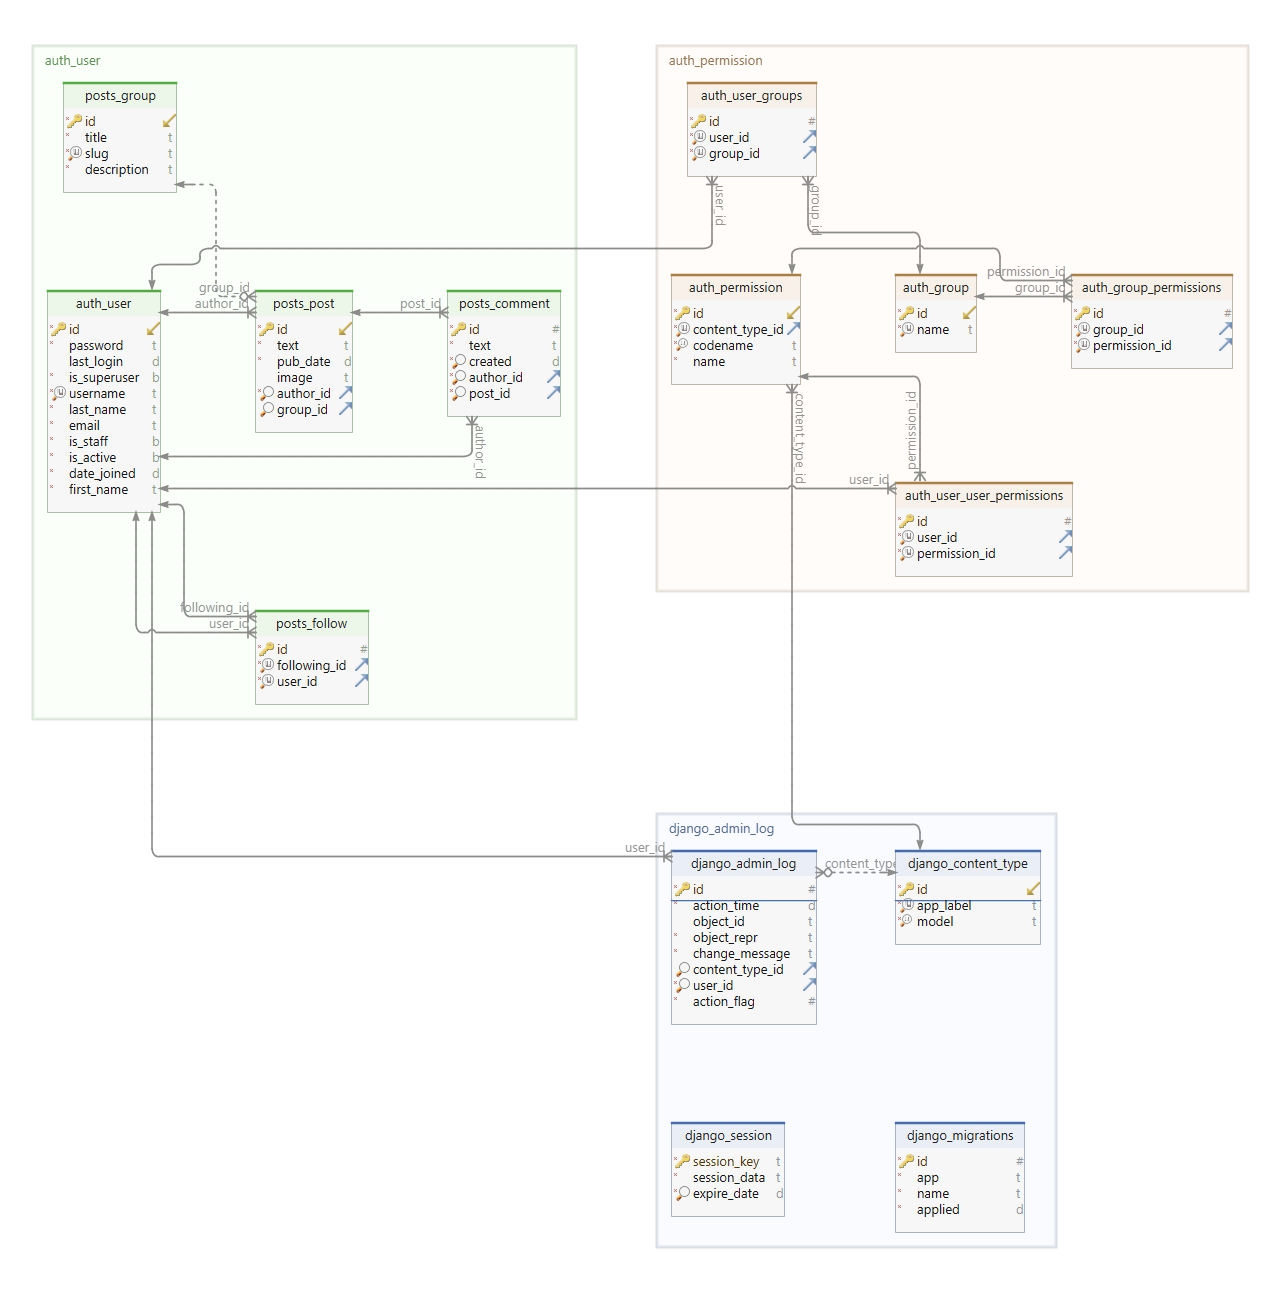 auth_user
posts_group
id
title t
slug t
description t
auth_permission
auth_user_groups
id #
user_id
group_id
user_id
group_id
auth_user
id
password t
last_login d
is_superuser b
username t
last_name t
email t
is_staff b
is_active b
date_joined d
first_name t
group_id
author_id
posts_post
id
text t
pub_date d
image t
author_id
group_id
post_id
posts_comment
id #
text t
created d
author_id
post_id
author_id
auth_permission
id
content_type_id
codename t
name t
auth_group
id
name t
permission_id
group_id
auth_group_permissions
id #
group_id
permission_id
content_type_id
permission_id
user_id
auth_user_user_permissions
id #
user_id
permission_id
following_id
user_id
posts_follow
id #
following_id
user_id
django_admin_log
user_id
django_admin_log
id #
action_time d
object_id t
object_repr t
change_message t
content_type_id
user_id
action_flag #
content_type
django_content_type
id
app_label t
model t
django_session
session_key t
session_data t
expire_date d
django_migrations
id #
app t
name t
applied d